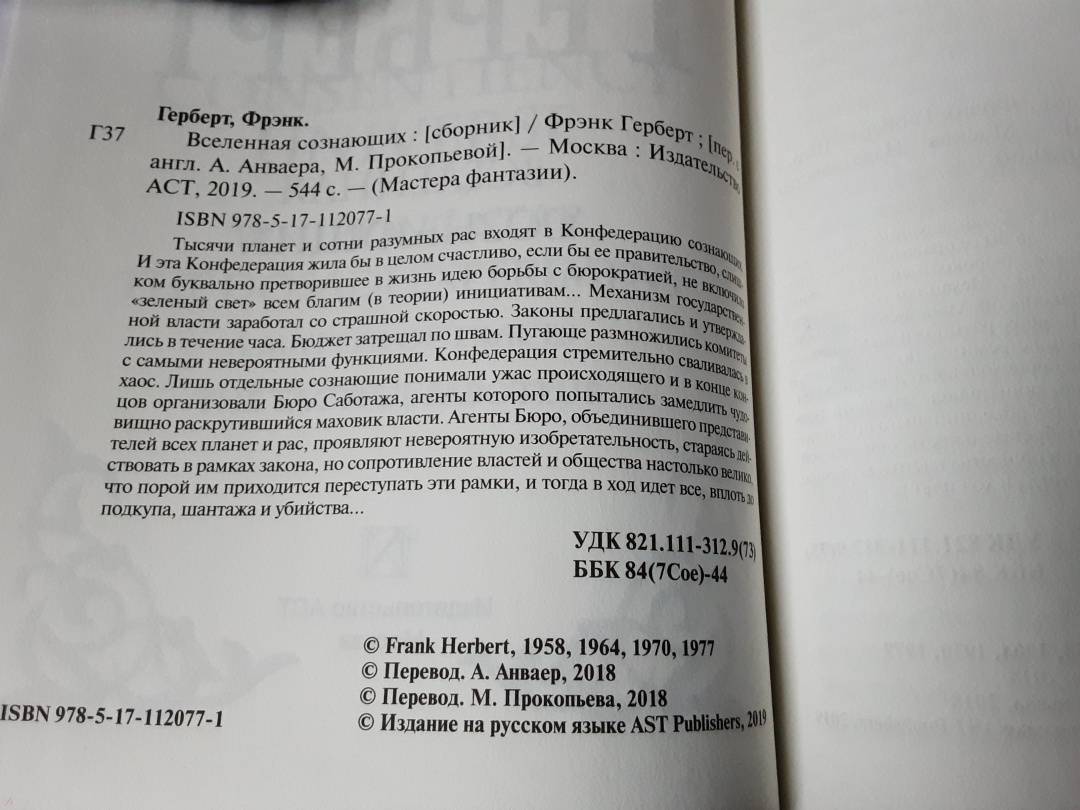 Герберт, Фрэнк.
Г37 Вселенная сознающих : [сборник] / Фрэнк Герберт ; [пер. с
англ. А. Анваера, М. Прокопьевой]. — Москва : Издательство
АСТ, 2019. — 544 с. — (Мастера фантазии).
ISBN 978-5-17-112077-1
Тысячи планет и сотни разумных рас входят в Конфедерацию сознающих.
И эта Конфедерация жила бы в целом счастливо, если бы ее правительство, слиш-
ком буквально претворившее в жизнь идею борьбы с бюрократией, не включило
«зеленый свет» всем благим (в теории) инициативам... Механизм государствен-
ной власти заработал со страшной скоростью. Законы предлагались и утвержда-
лись в течение часа. Бюджет затрещал по швам. Пугающе размножились комитеты
с самыми невероятными функциями. Конфедерация стремительно сваливалась в
хаос. Лишь отдельные сознающие понимали ужас происходящего и в конце кон-
цов организовали Бюро Саботажа, агенты которого попытались замедлить чудо-
вищно раскрутившийся маховик власти. Агенты Бюро, объединившего представи-
телей всех планет и рас, проявляют невероятную изобретательность, стараясь дей-
ствовать в рамках закона, но сопротивление властей и общества настолько велико,
что порой им приходится переступать эти рамки, и тогда в ход идет все, вплоть до
подкупа, шантажа и убийства...
УДК 821.111-312.9(73)
ББК 84(7Сое)-44
© Frank Herbert, 1958, 1964, 1970, 1977
© Перевод. А. Анваер, 2018
© Перевод. М. Прокопьева, 2018
ISBN 978-5-17-112077-1
© Издание на русском языке AST Publishers, 2019